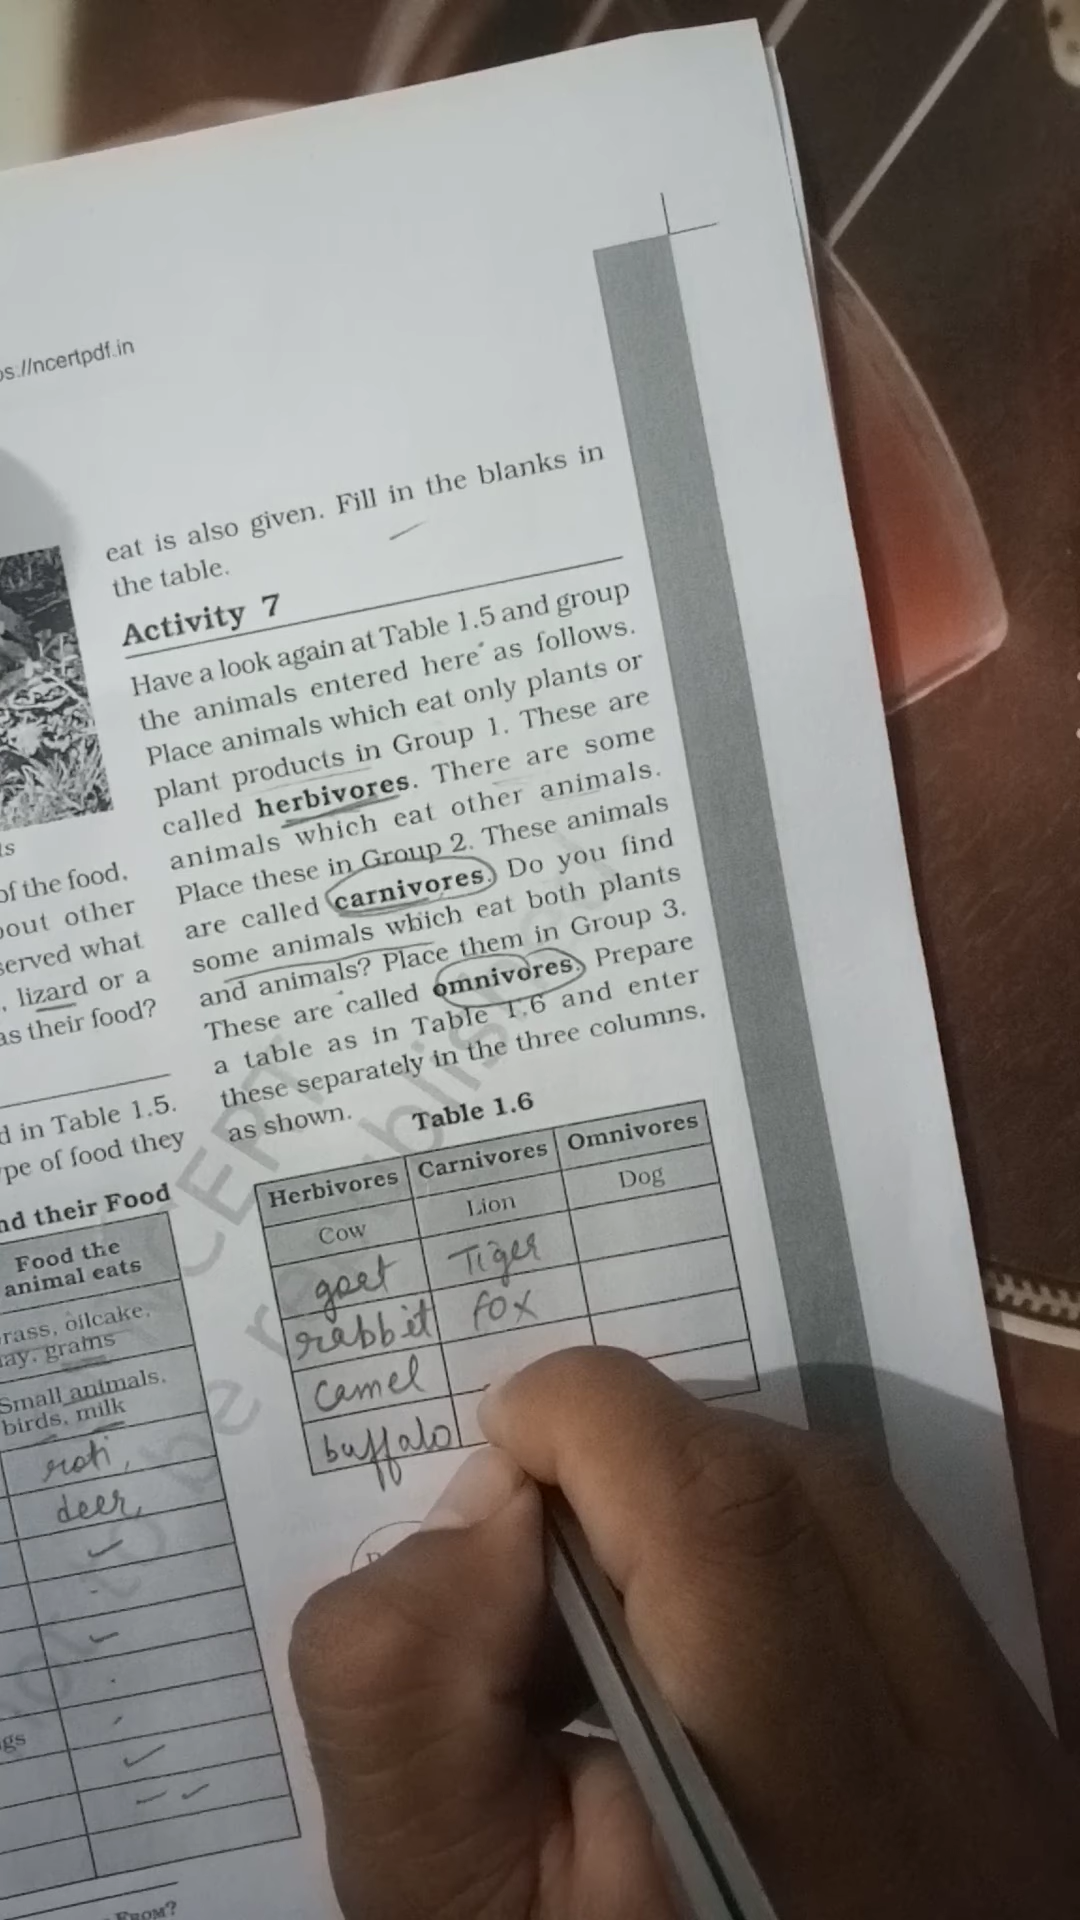 ps://ncertpdf.in
eat is also given. Fill in the blanks in
the table.
Activity 7
Have a look again at Table 1.5 and group
the animals entered here as follows.
Place animals which eat only plants or
plant products in Group 1. These are
called herbivores. There are some
animals which eat other animals.
Place these in Group 2. These animals
are called carnivores. Do you find
some animals which eat both plants
and animals? Place them in Group 3.
These are called omnivores. Prepare
a table as in Table 1.6 and enter
these separately in the three columns,
as shown.
Table 1.6
Herbivores Carnivores Omnivores
Cow Lion Dog
goet Tiger
rabbit fox
camel
buffalo
ts
of the food,
bout other
served what
, lizard or a
as their food?
d in Table 1.5.
ype of food they
nd their Food
Food the
animal eats
rass, oilcake,
ay, grains
Small animals,
birds, milk
roti,
deer,
ngs
FROM?